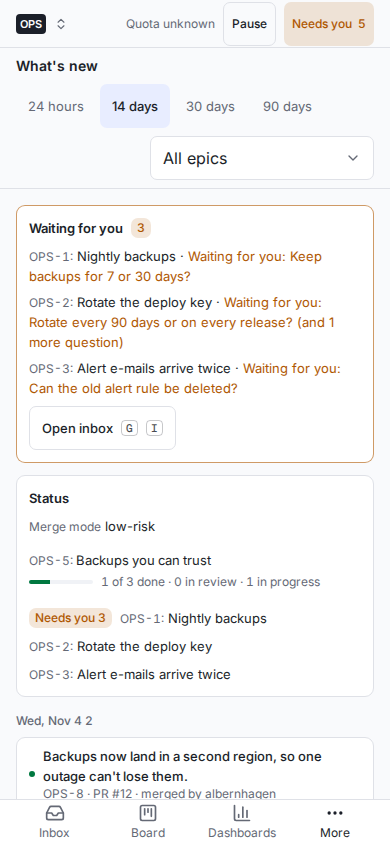 OPS Quota unknown Pause Needs you 5
What's new
24 hours 14 days 30 days 90 days
All epics
Waiting for you 3
OPS-1: Nightly backups · Waiting for you: Keep
backups for 7 or 30 days?
OPS-2: Rotate the deploy key · Waiting for you:
Rotate every 90 days or on every release? (and 1
more question)
OPS-3: Alert e-mails arrive twice · Waiting for you:
Can the old alert rule be deleted?
Open inbox G I
Status
Merge mode low-risk
OPS-5: Backups you can trust
1 of 3 done · 0 in review · 1 in progress
Needs you 3 OPS-1: Nightly backups
OPS-2: Rotate the deploy key
OPS-3: Alert e-mails arrive twice
Wed, Nov 4 2
Backups now land in a second region, so one
outage can't lose them.
OPS-8 · PR #12 · merged by albernhagen
Inbox Board Dashboards More